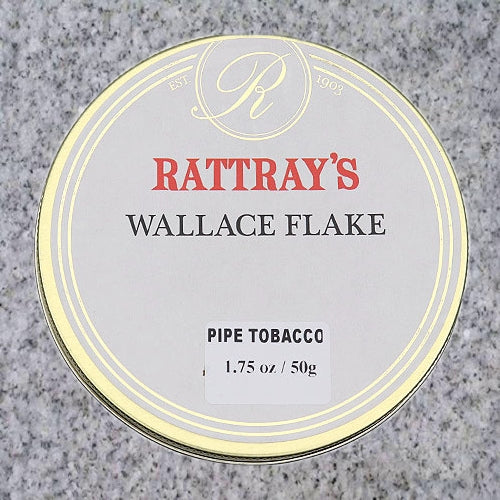 R
EST. 1903
RATTRAY'S
WALLACE FLAKE
PIPE TOBACCO
1.75 oz / 50g